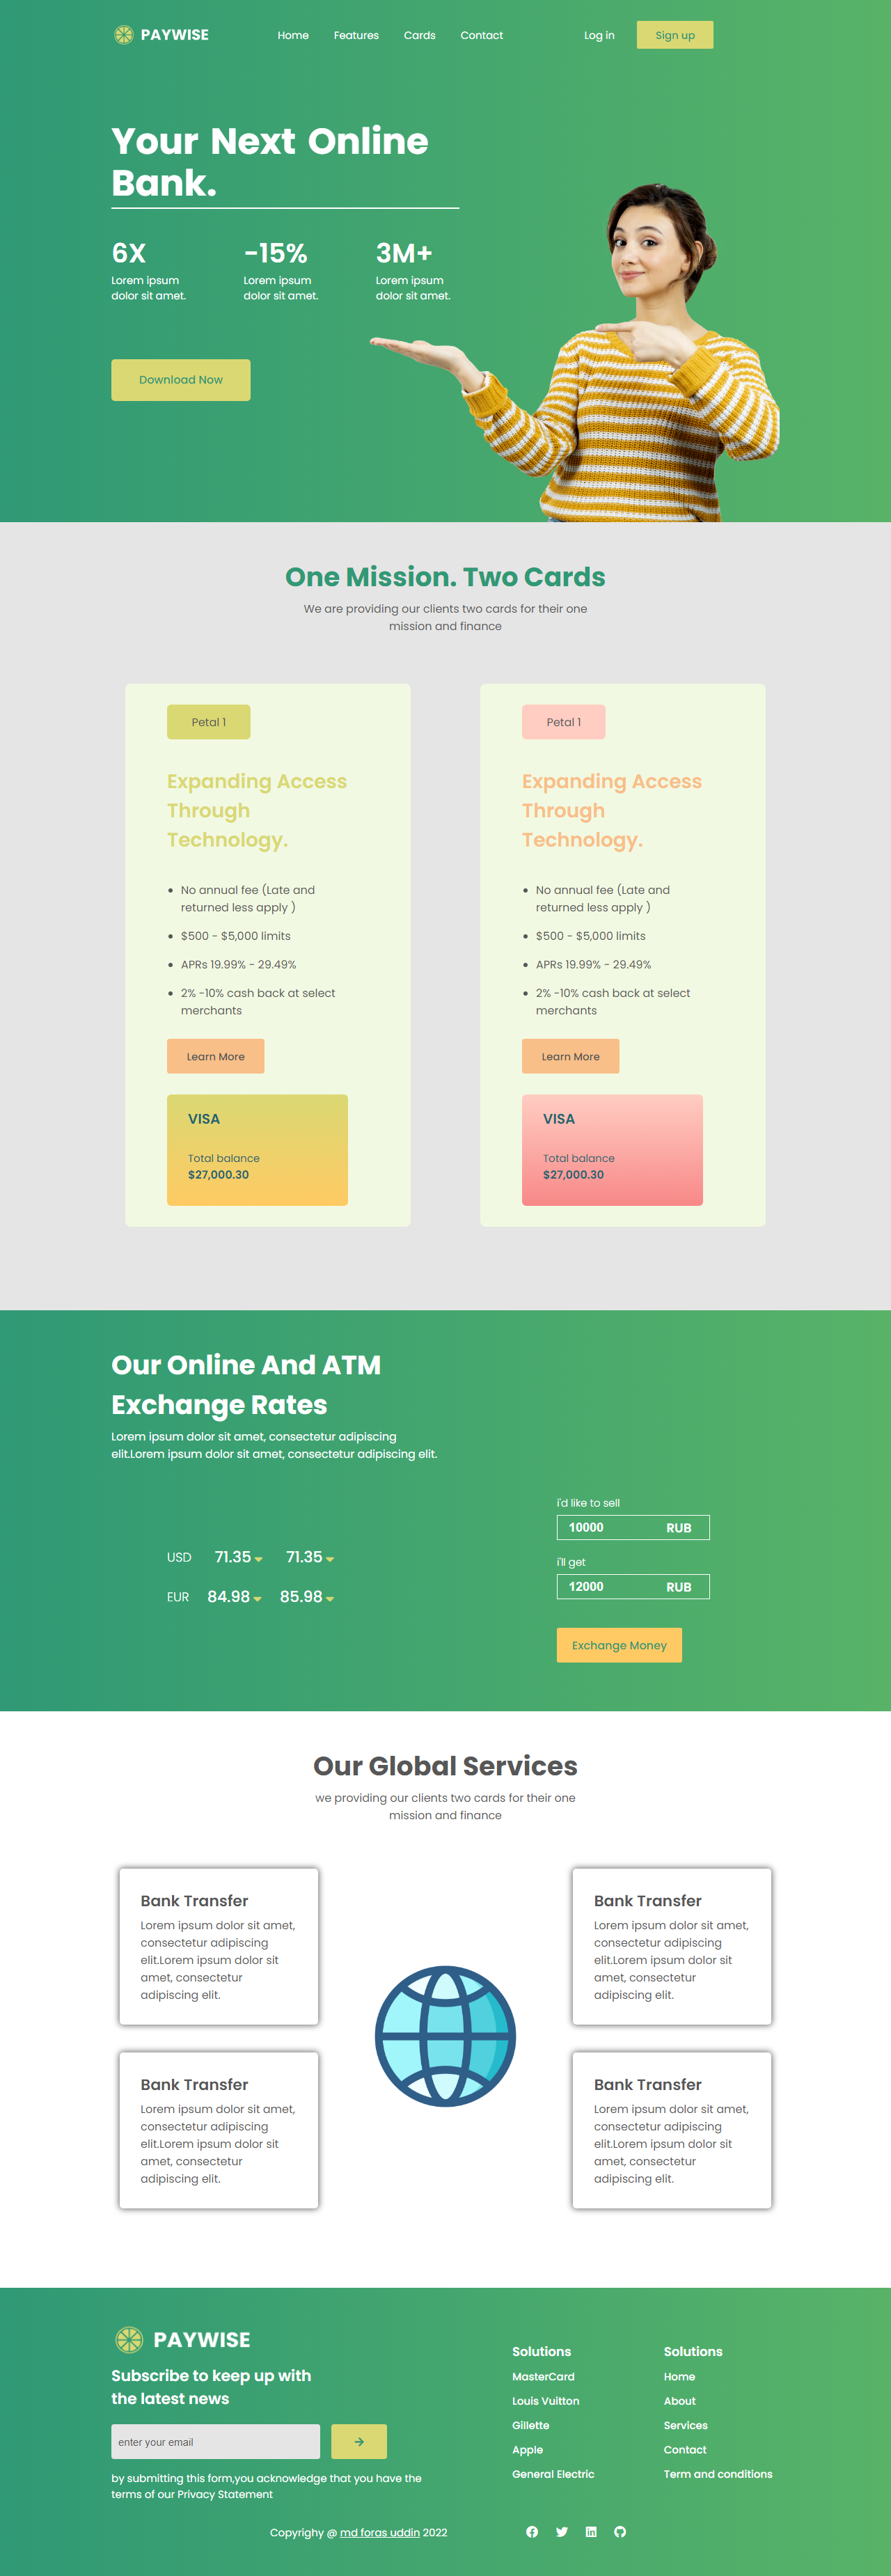 PAYWISE
Home Features Cards Contact
Log in Sign up
Your Next Online
Bank.
6X -15% 3M+
Lorem ipsum Lorem ipsum Lorem ipsum
dolor sit amet. dolor sit amet. dolor sit amet.
Download Now
One Mission. Two Cards
We are providing our clients two cards for their one
mission and finance
Petal 1
Expanding Access
Through
Technology.
No annual fee (Late and
returned less apply )
$500 - $5,000 limits
APRs 19.99% - 29.49%
2% -10% cash back at select
merchants
Learn More
VISA
Total balance
$27,000.30
Petal 1
Expanding Access
Through
Technology.
No annual fee (Late and
returned less apply )
$500 - $5,000 limits
APRs 19.99% - 29.49%
2% -10% cash back at select
merchants
Learn More
VISA
Total balance
$27,000.30
Our Online And ATM
Exchange Rates
Lorem ipsum dolor sit amet, consectetur adipiscing
elit.Lorem ipsum dolor sit amet, consectetur adipiscing elit.
USD 71.35 71.35
EUR 84.98 85.98
i'd like to sell
10000 RUB
i'll get
12000 RUB
Exchange Money
Our Global Services
we providing our clients two cards for their one
mission and finance
Bank Transfer
Lorem ipsum dolor sit amet,
consectetur adipiscing
elit.Lorem ipsum dolor sit
amet, consectetur
adipiscing elit.
Bank Transfer
Lorem ipsum dolor sit amet,
consectetur adipiscing
elit.Lorem ipsum dolor sit
amet, consectetur
adipiscing elit.
Bank Transfer
Lorem ipsum dolor sit amet,
consectetur adipiscing
elit.Lorem ipsum dolor sit
amet, consectetur
adipiscing elit.
Bank Transfer
Lorem ipsum dolor sit amet,
consectetur adipiscing
elit.Lorem ipsum dolor sit
amet, consectetur
adipiscing elit.
PAYWISE
Subscribe to keep up with
the latest news
enter your email
by submitting this form,you acknowledge that you have the
terms of our Privacy Statement
Solutions
MasterCard
Louis Vuitton
Gillette
Apple
General Electric
Solutions
Home
About
Services
Contact
Term and conditions
Copyrighy @ md foras uddin 2022